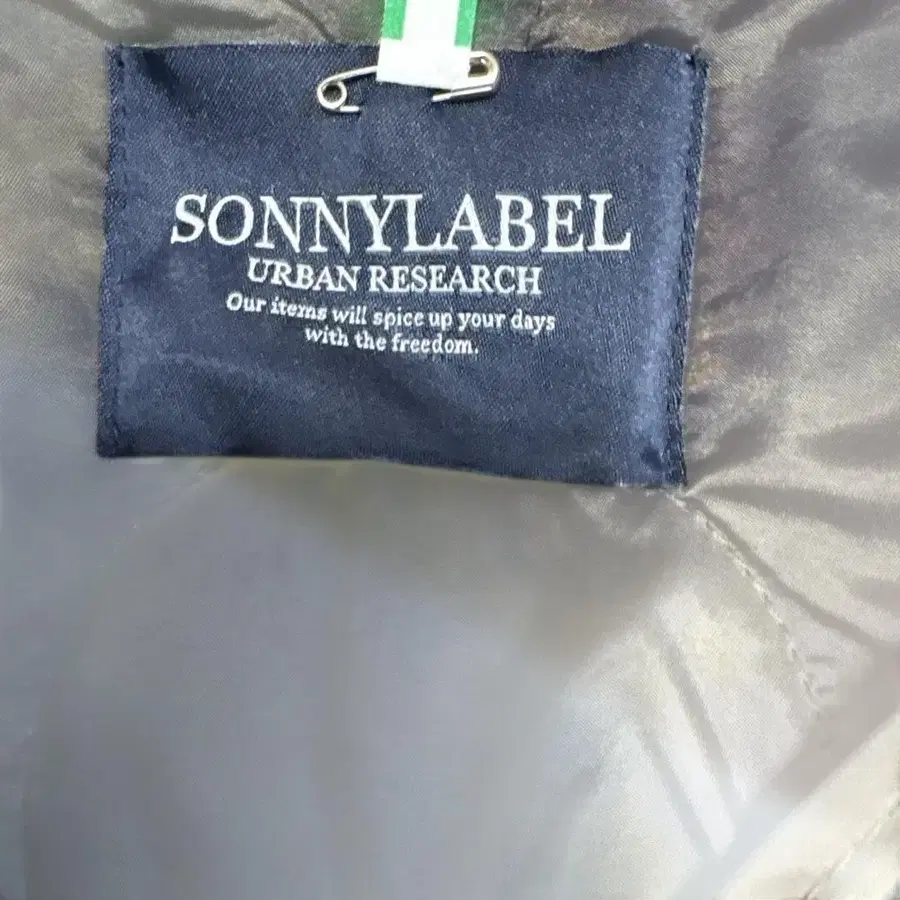 SONNYLABEL
URBAN RESEARCH
Our items will spice up your days
with the freedom.